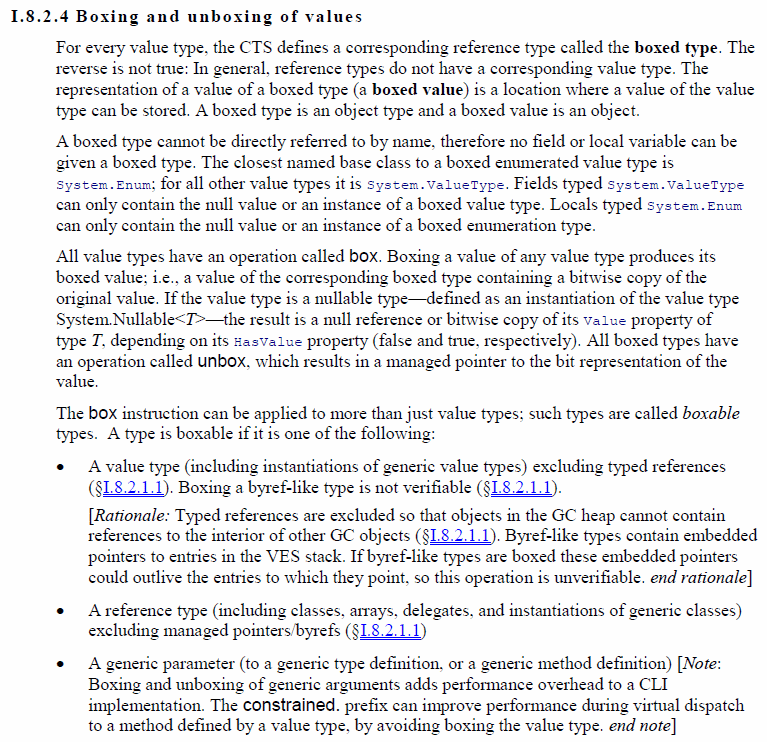 I.8.2.4 Boxing and unboxing of values
For every value type, the CTS defines a corresponding reference type called the boxed type. The
reverse is not true: In general, reference types do not have a corresponding value type. The
representation of a value of a boxed type (a boxed value) is a location where a value of the value
type can be stored. A boxed type is an object type and a boxed value is an object.
A boxed type cannot be directly referred to by name, therefore no field or local variable can be
given a boxed type. The closest named base class to a boxed enumerated value type is
System.Enum; for all other value types it is System.ValueType. Fields typed System.ValueType
can only contain the null value or an instance of a boxed value type. Locals typed System.Enum
can only contain the null value or an instance of a boxed enumeration type.
All value types have an operation called box. Boxing a value of any value type produces its
boxed value; i.e., a value of the corresponding boxed type containing a bitwise copy of the
original value. If the value type is a nullable type—defined as an instantiation of the value type
System.Nullable<T>—the result is a null reference or bitwise copy of its Value property of
type T, depending on its HasValue property (false and true, respectively). All boxed types have
an operation called unbox, which results in a managed pointer to the bit representation of the
value.
The box instruction can be applied to more than just value types; such types are called boxable
types. A type is boxable if it is one of the following:
• A value type (including instantiations of generic value types) excluding typed references
(§I.8.2.1.1). Boxing a byref-like type is not verifiable (§I.8.2.1.1).
[Rationale: Typed references are excluded so that objects in the GC heap cannot contain
references to the interior of other GC objects (§I.8.2.1.1). Byref-like types contain embedded
pointers to entries in the VES stack. If byref-like types are boxed these embedded pointers
could outlive the entries to which they point, so this operation is unverifiable. end rationale]
• A reference type (including classes, arrays, delegates, and instantiations of generic classes)
excluding managed pointers/byrefs (§I.8.2.1.1)
• A generic parameter (to a generic type definition, or a generic method definition) [Note:
Boxing and unboxing of generic arguments adds performance overhead to a CLI
implementation. The constrained. prefix can improve performance during virtual dispatch
to a method defined by a value type, by avoiding boxing the value type. end note]